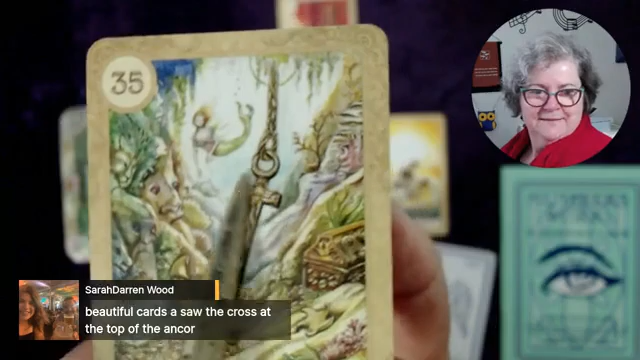 35
SarahDarren Wood
beautiful cards a saw the cross at
the top of the ancor